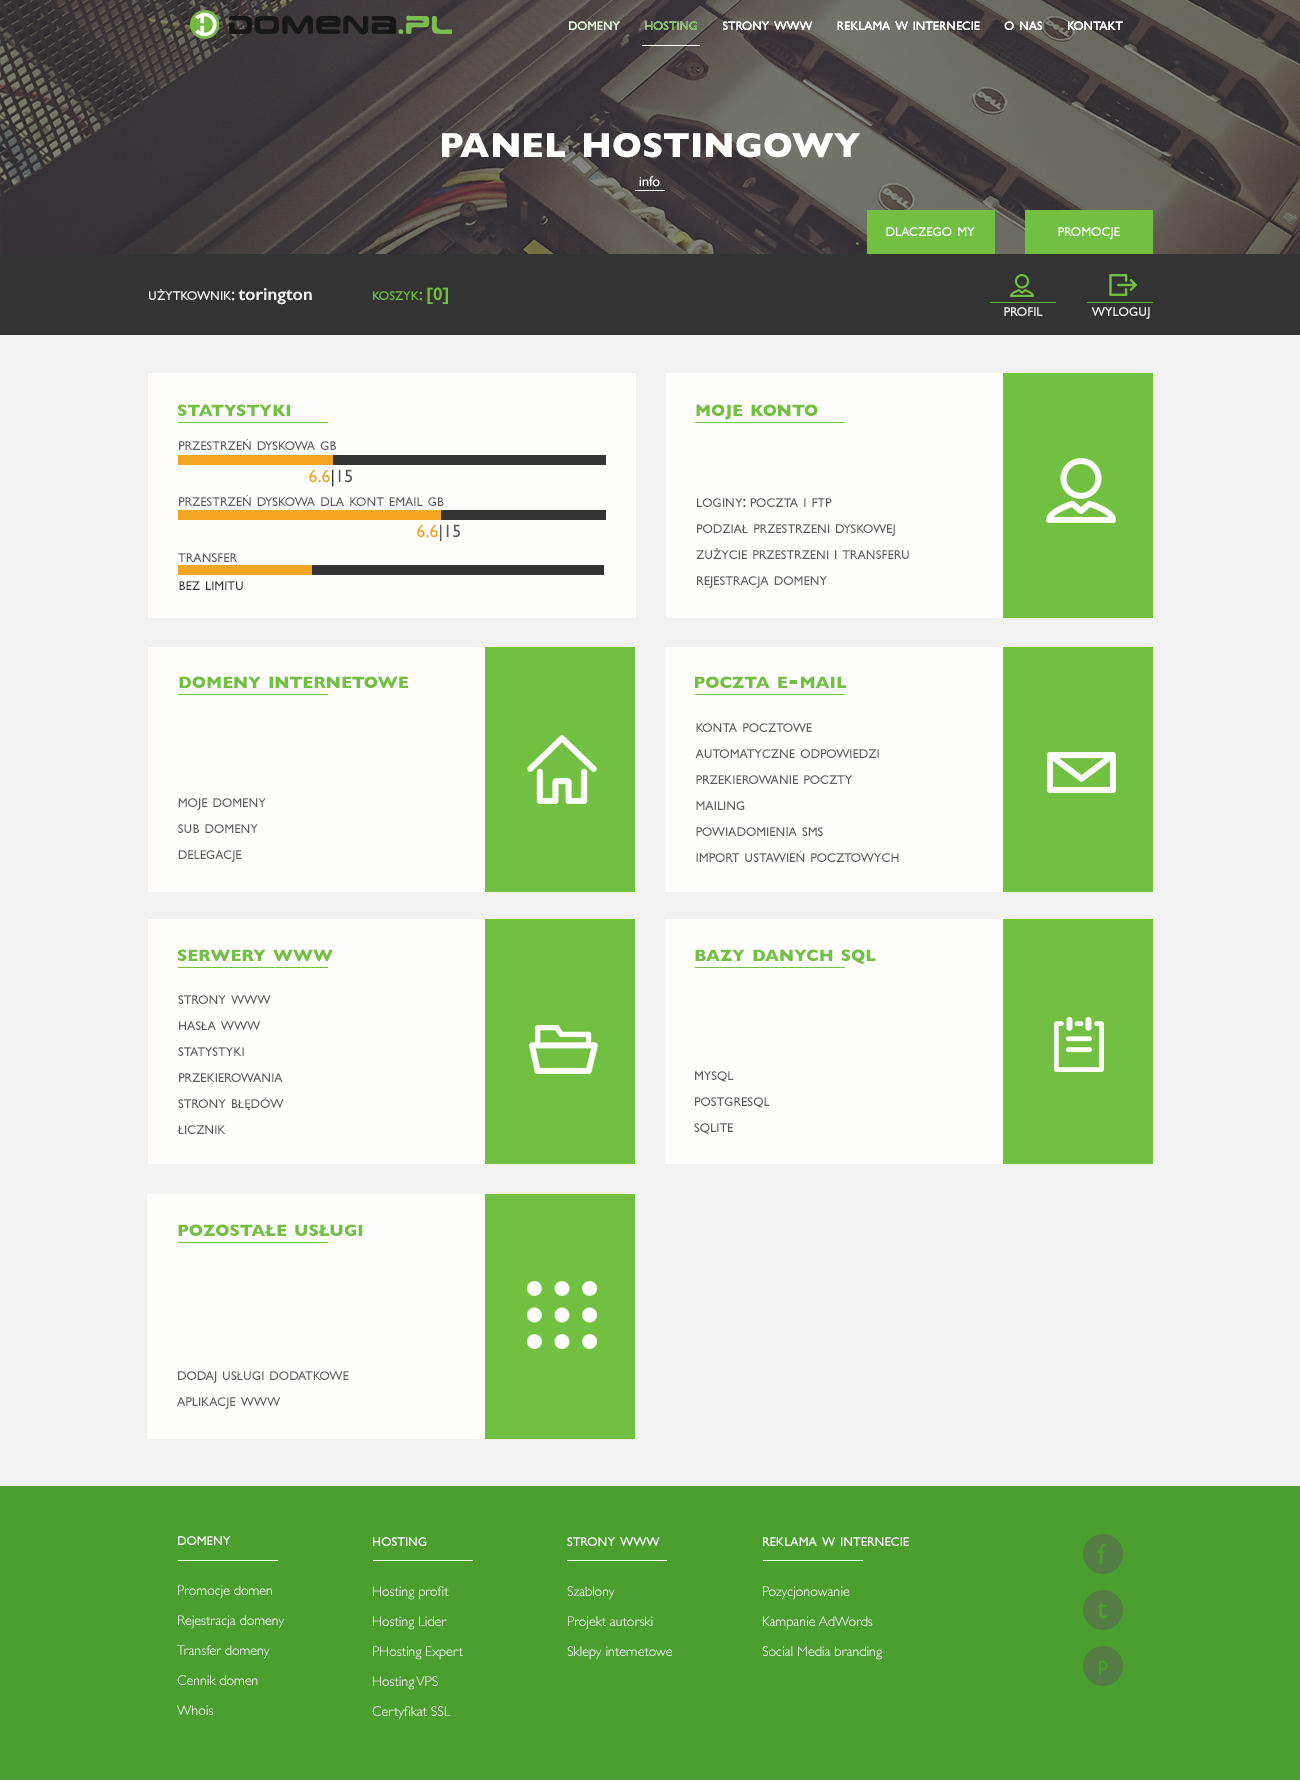 DOMENA.PL
DOMENY HOSTING STRONY WWW REKLAMA W INTERNECIE O NAS KONTAKT
DELL
DELL
PANEL HOSTINGOWY
info
DLACZEGO MY PROMOCJE
UŻYTKOWNIK: torington KOSZYK: [0]
PROFIL WYLOGUJ
STATYSTYKI
PRZESTRZEŃ DYSKOWA GB
6.6|15
PRZESTRZEŃ DYSKOWA DLA KONT EMAIL GB
6.6|15
TRANSFER
BEZ LIMITU
MOJE KONTO
LOGINY: POCZTA I FTP
PODZIAŁ PRZESTRZENI DYSKOWEJ
ZUŻYCIE PRZESTRZENI I TRANSFERU
REJESTRACJA DOMENY
DOMENY INTERNETOWE
MOJE DOMENY
SUB DOMENY
DELEGACJE
POCZTA E-MAIL
KONTA POCZTOWE
AUTOMATYCZNE ODPOWIEDZI
PRZEKIEROWANIE POCZTY
MAILING
POWIADOMIENIA SMS
IMPORT USTAWIEŃ POCZTOWYCH
SERWERY WWW
STRONY WWW
HASŁA WWW
STATYSTYKI
PRZEKIEROWANIA
STRONY BŁĘDÓW
ŁICZNIK
BAZY DANYCH SQL
MYSQL
POSTGRESQL
SQLITE
POZOSTAŁE USŁUGI
DODAJ USŁUGI DODATKOWE
APLIKACJE WWW
DOMENY
Promocje domen
Rejestracja domeny
Transfer domeny
Cennik domen
Whois
HOSTING
Hosting profit
Hosting Lider
PHosting Expert
Hosting VPS
Certyfikat SSL
STRONY WWW
Szablony
Projekt autorski
Sklepy internetowe
REKLAMA W INTERNECIE
Pozycjonowanie
Kampanie AdWords
Social Media branding
f
t
p